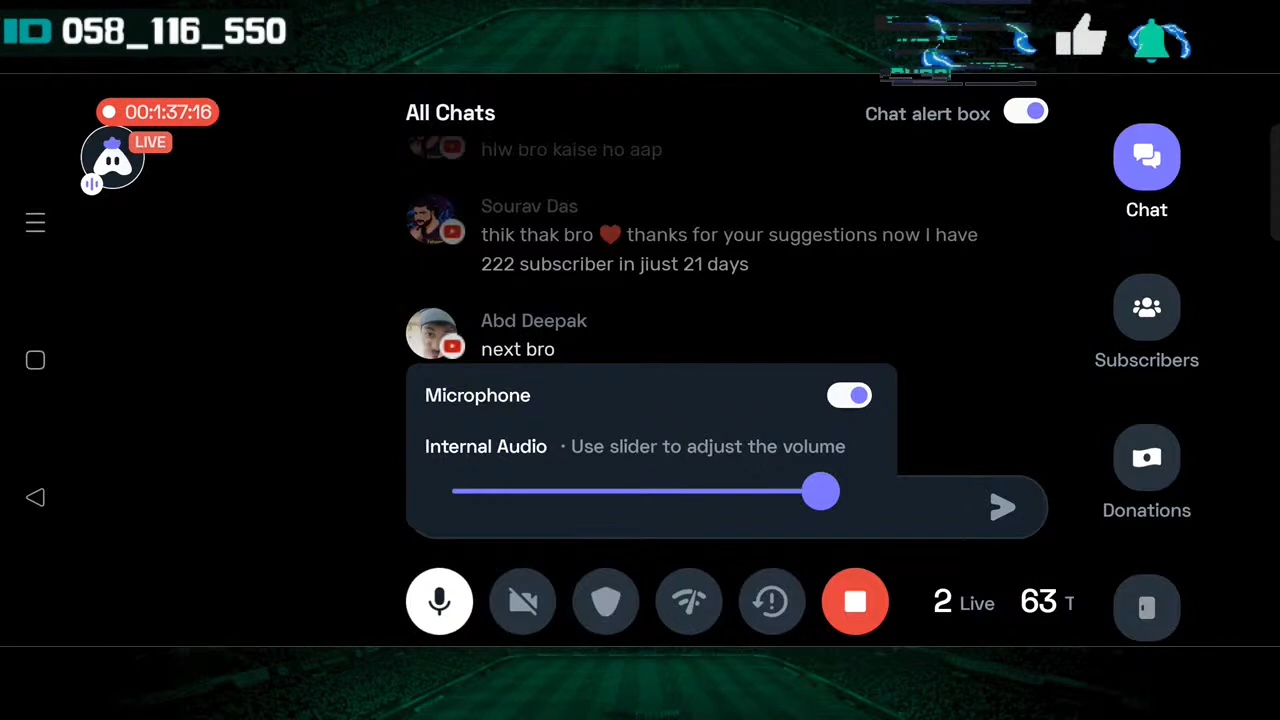 ID 058_116_550
00:1:37:16
LIVE
All Chats
Chat alert box
hlw bro kaise ho aap
Sourav Das
thik thak bro ❤️ thanks for your suggestions now I have
222 subscriber in jiust 21 days
Abd Deepak
next bro
Microphone
Internal Audio · Use slider to adjust the volume
Chat
Subscribers
Donations
2 Live 63 T